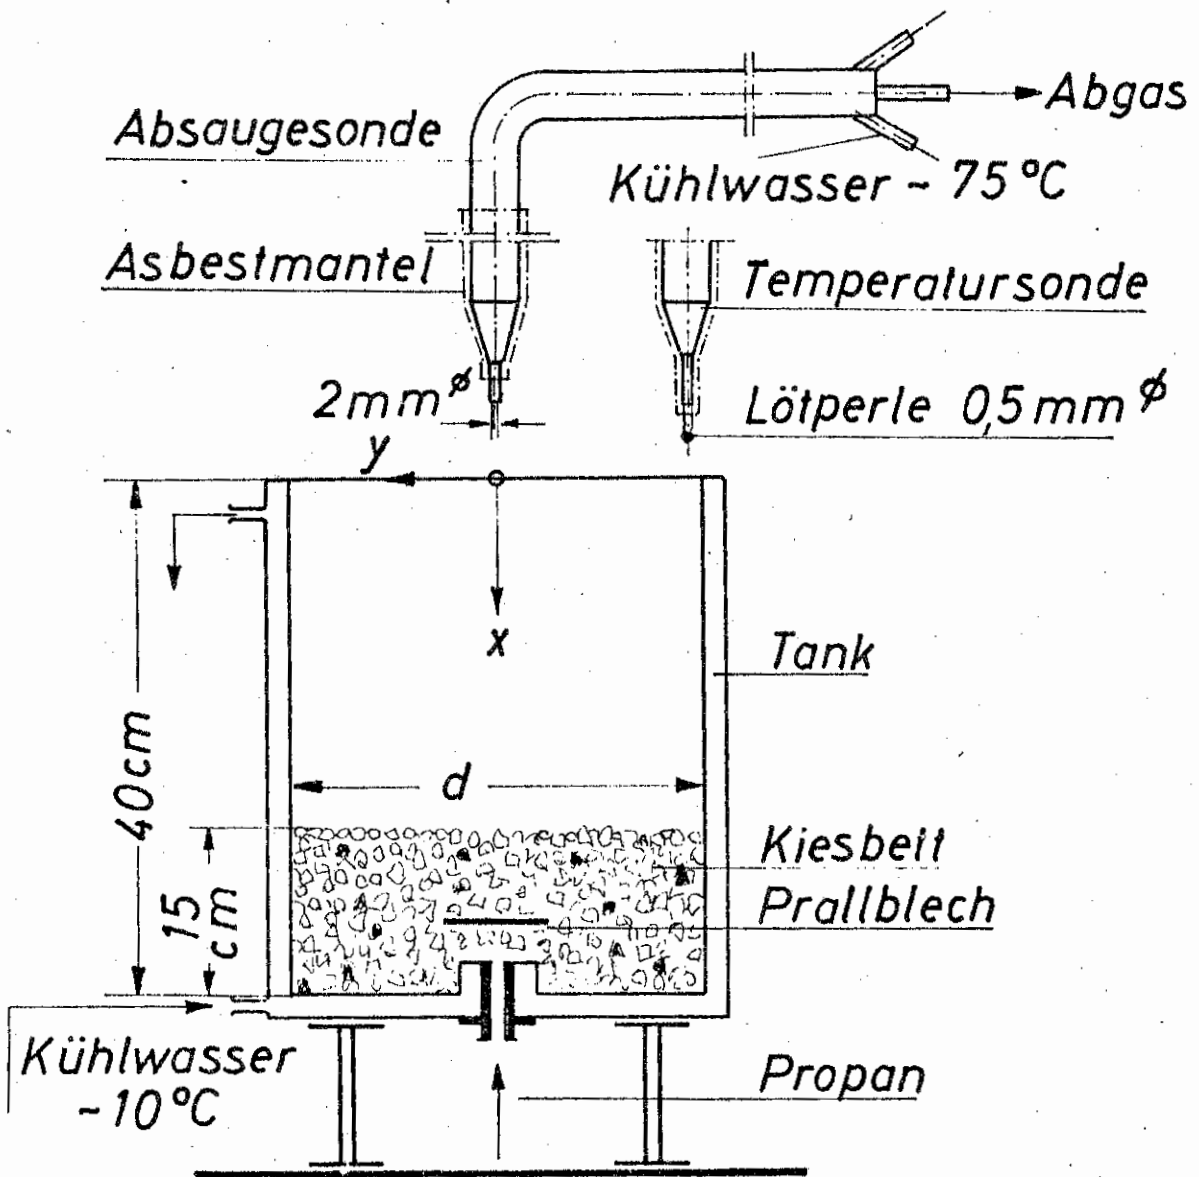 Abgas
Absaugesonde
Kühlwasser ~ 75 °C
Asbestmantel
Temperatursonde
2mm ø
Lötperle 0,5 mm ø
y
x
Tank
40cm
d
15
cm
Kiesbett
Prallblech
Kühlwasser
~10 °C
Propan